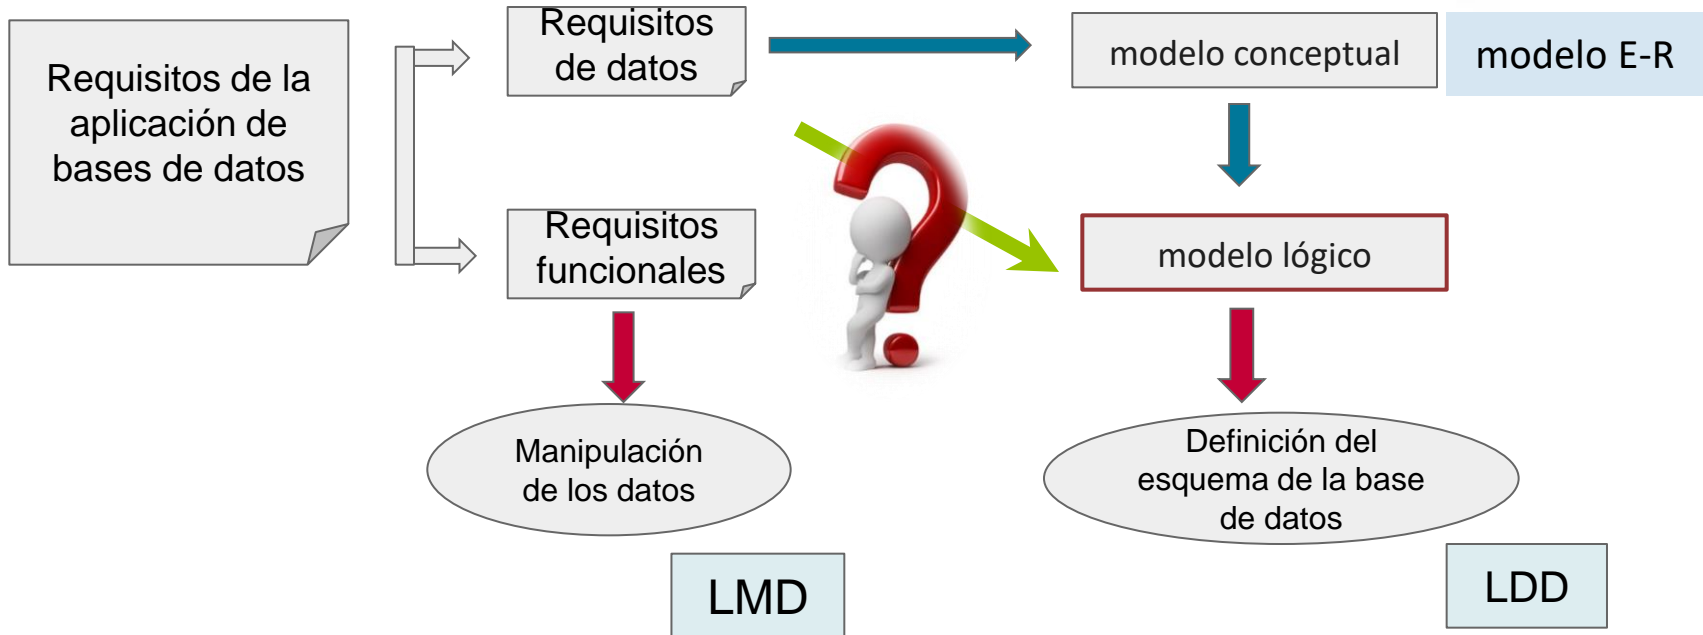 Requisitos de la
aplicación de
bases de datos
Requisitos
de datos
modelo conceptual
modelo E-R
Requisitos
funcionales
modelo lógico
Manipulación
de los datos
Definición del
esquema de la base
de datos
LMD
LDD